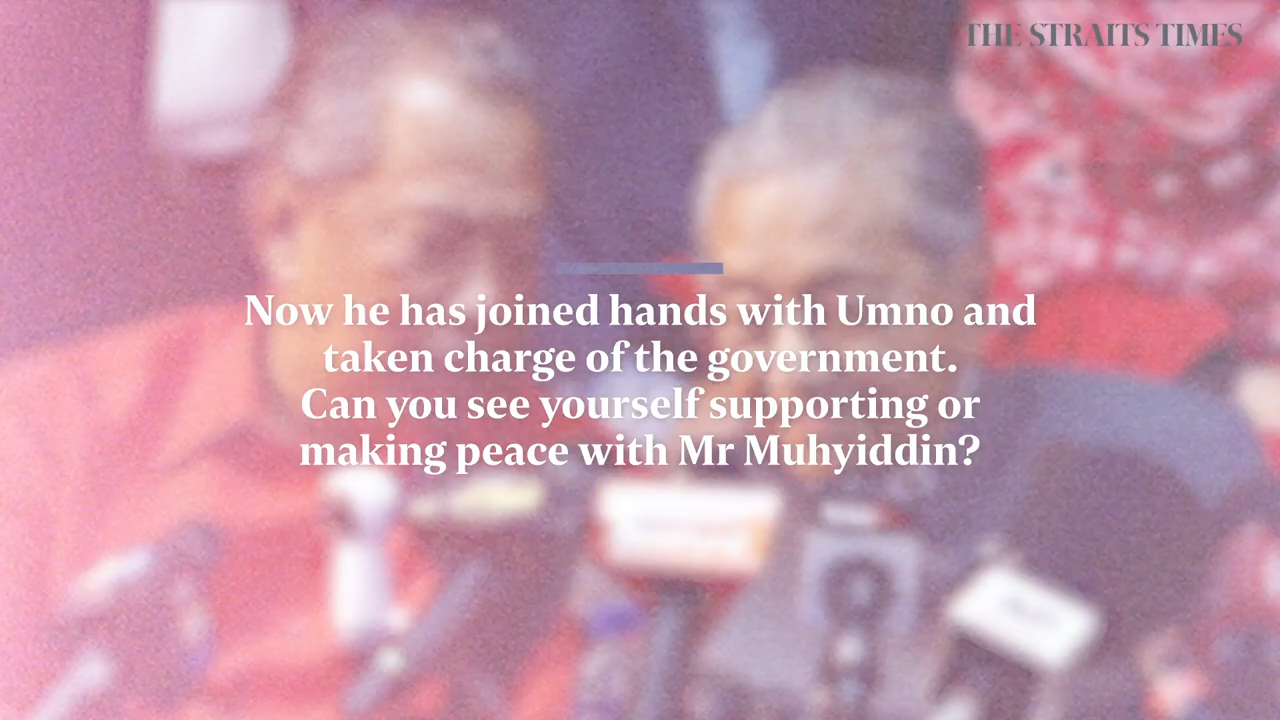 THE STRAITS TIMES
Now he has joined hands with Umno and
taken charge of the government.
Can you see yourself supporting or
making peace with Mr Muhyiddin?